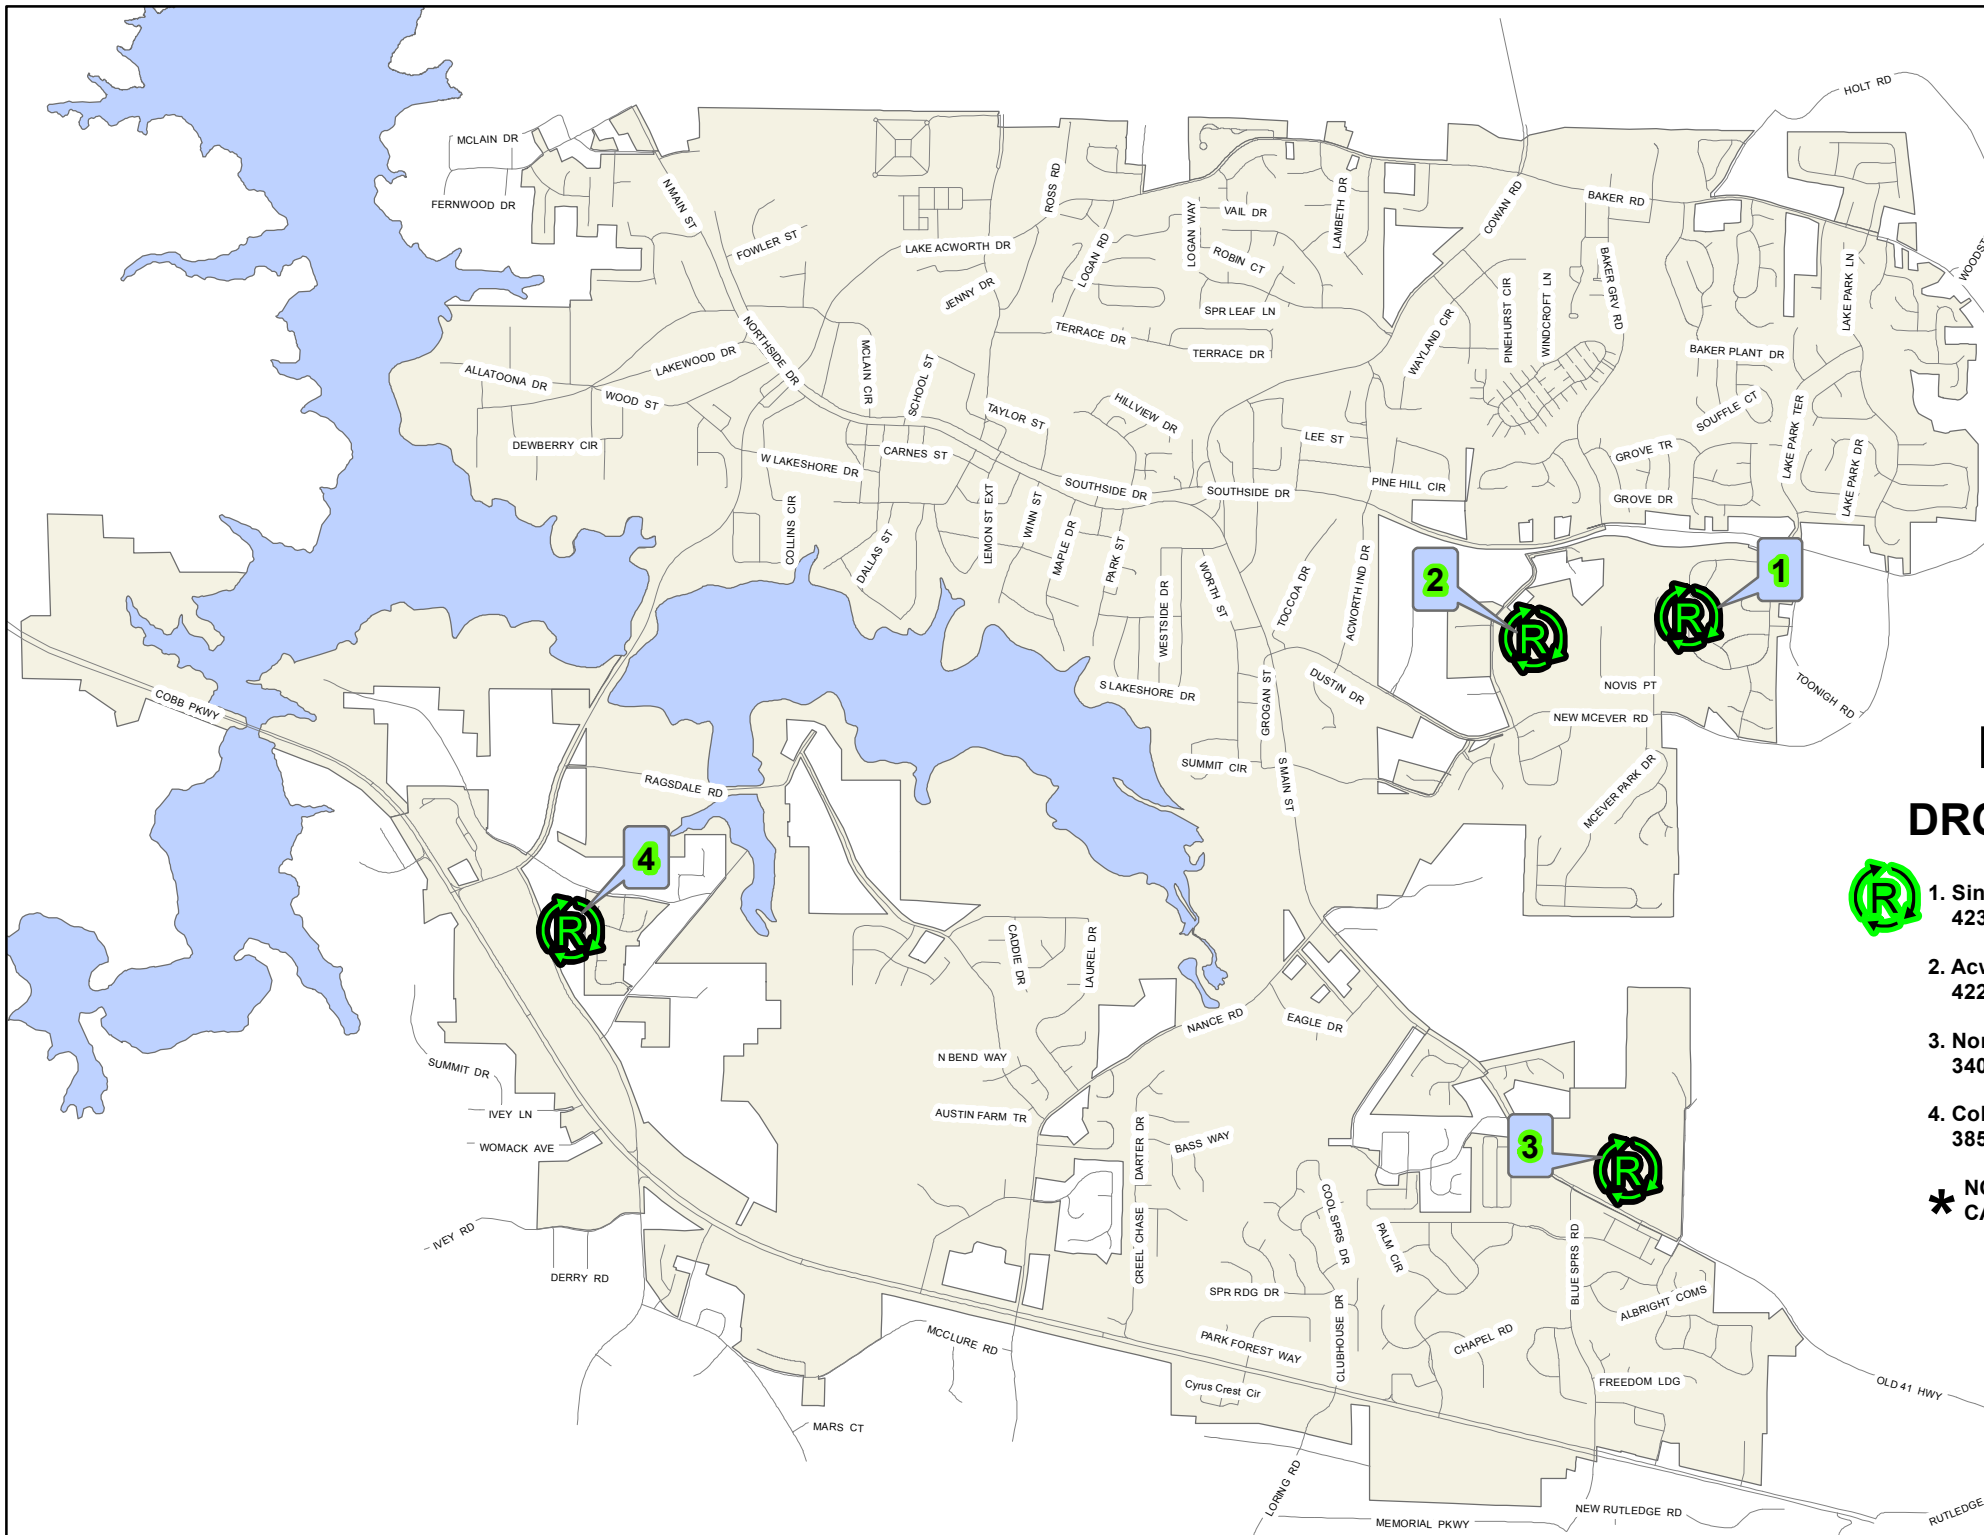 HOLT RD
MCLAIN DR
FERNWOOD DR
N MAIN ST
FOWLER ST
LAKE ACWORTH DR
ROSS RD
LOGAN RD
LOGAN WAY
VAIL DR
ROBIN CT
LAMBETH DR
COWAN RD
BAKER RD
BAKER GRV RD
LAKE PARK LN
JENNY DR
SPR LEAF LN
TERRACE DR
TERRACE DR
WAYLAND CIR
PINEHURST CIR
WINDCROFT LN
BAKER PLANT DR
NORTHSIDE DR
LAKEWOOD DR
MCLAIN CIR
SCHOOL ST
ALLATOONA DR
WOOD ST
TAYLOR ST
HILLVIEW DR
LEE ST
SOUFFLE CT
LAKE PARK TER
DEWBERRY CIR
W LAKESHORE DR
CARNES ST
GROVE TR
LAKE PARK DR
COLLINS CIR
LEMON ST EXT
SOUTHSIDE DR
SOUTHSIDE DR
PINE HILL CIR
GROVE DR
DALLAS ST
WINN ST
MAPLE DR
PARK ST
WESTSIDE DR
WORTH ST
TOCCOA DR
ACWORTH IND DR
2
1
R
R
COBB PKWY
S LAKESHORE DR
GROGAN ST
DUSTIN DR
NOVIS PT
NEW MCEVER RD
TOONIGH RD
RAGSDALE RD
SUMMIT CIR
S MAIN ST
MCEVER PARK DR
4
R
CADDIE DR
LAUREL DR
NANCE RD
EAGLE DR
N BEND WAY
SUMMIT DR
IVEY LN
WOMACK AVE
AUSTIN FARM TR
DARTER DR
BASS WAY
3
R
IVEY RD
DERRY RD
CREEL CHASE
COOL SPRS DR
PALM CIR
BLUE SPRS RD
SPR RDG DR
CLUBHOUSE DR
ALBRIGHT COMS
MCCLURE RD
PARK FOREST WAY
CHAPEL RD
Cyrus Crest Cir
FREEDOM LDG
OLD 41 HWY
MARS CT
LORING RD
MEMORIAL PKWY
NEW RUTLEDGE RD
RUTLEDGE
R
1.
423
2.
422
3.
340
4.
385
*